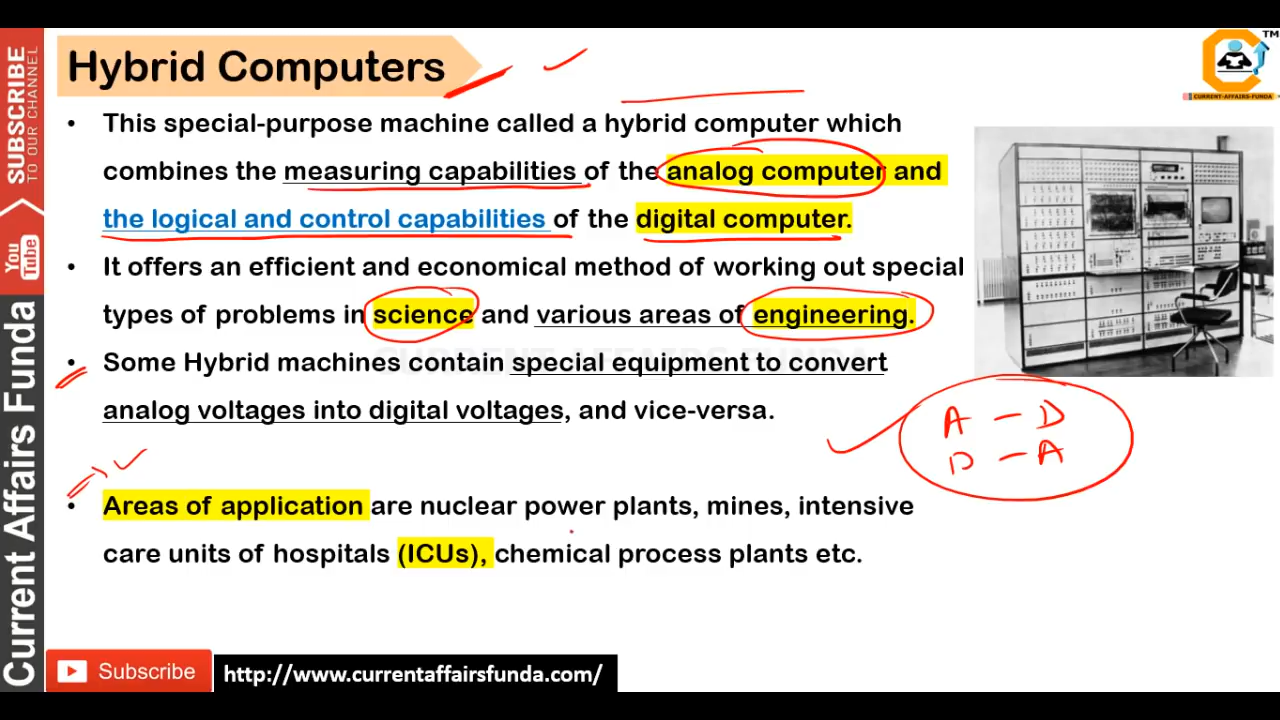 Hybrid Computers
TM
CURRENT-AFFAIRS-FUNDA
• This special-purpose machine called a hybrid computer which
combines the measuring capabilities of the analog computer and
the logical and control capabilities of the digital computer.
• It offers an efficient and economical method of working out special
types of problems in science and various areas of engineering.
CURRENT AFFAIRS FUNDA
• Some Hybrid machines contain special equipment to convert
analog voltages into digital voltages, and vice-versa.
A – D
D – A
• Areas of application are nuclear power plants, mines, intensive
care units of hospitals (ICUs), chemical process plants etc.
SUBSCRIBE
TO OUR CHANNEL
You Tube
Current Affairs Funda
Subscribe
http://www.currentaffairsfunda.com/